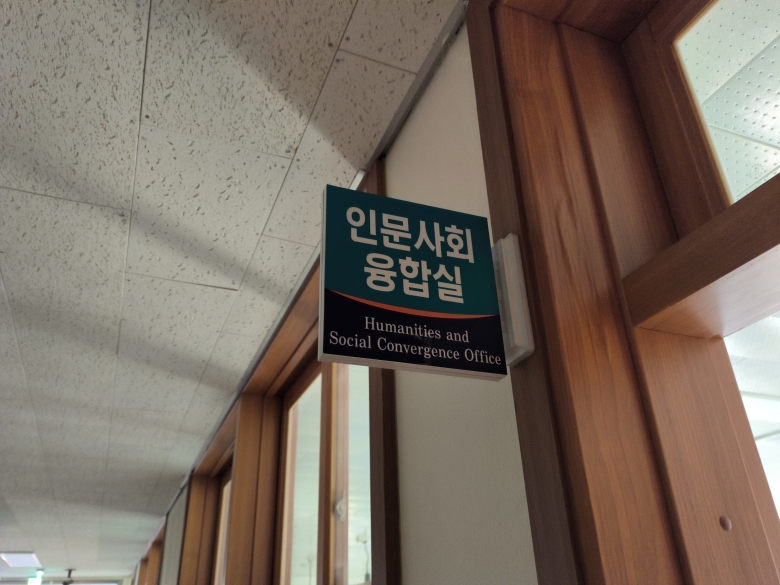 인문사회
융합실
Humanities and
Social Convergence Office